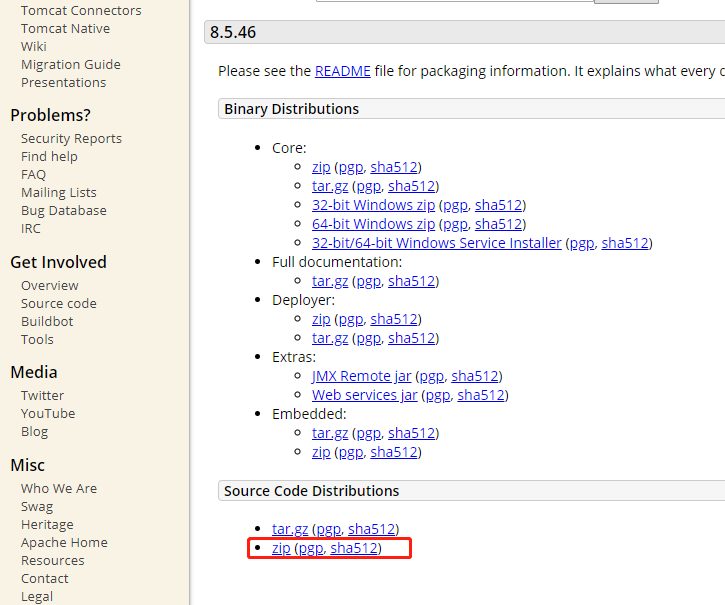 Tomcat Connectors
Tomcat Native
Wiki
Migration Guide
Presentations
Problems?
Security Reports
Find help
FAQ
Mailing Lists
Bug Database
IRC
Get Involved
Overview
Source code
Buildbot
Tools
Media
Twitter
YouTube
Blog
Misc
Who We Are
Swag
Heritage
Apache Home
Resources
Contact
Legal
8.5.46
Please see the README file for packaging information. It explains what every
Binary Distributions
Core:
zip (pgp, sha512)
tar.gz (pgp, sha512)
32-bit Windows zip (pgp, sha512)
64-bit Windows zip (pgp, sha512)
32-bit/64-bit Windows Service Installer (pgp, sha512)
Full documentation:
tar.gz (pgp, sha512)
Deployer:
zip (pgp, sha512)
tar.gz (pgp, sha512)
Extras:
JMX Remote jar (pgp, sha512)
Web services jar (pgp, sha512)
Embedded:
tar.gz (pgp, sha512)
zip (pgp, sha512)
Source Code Distributions
tar.gz (pgp, sha512)
zip (pgp, sha512)